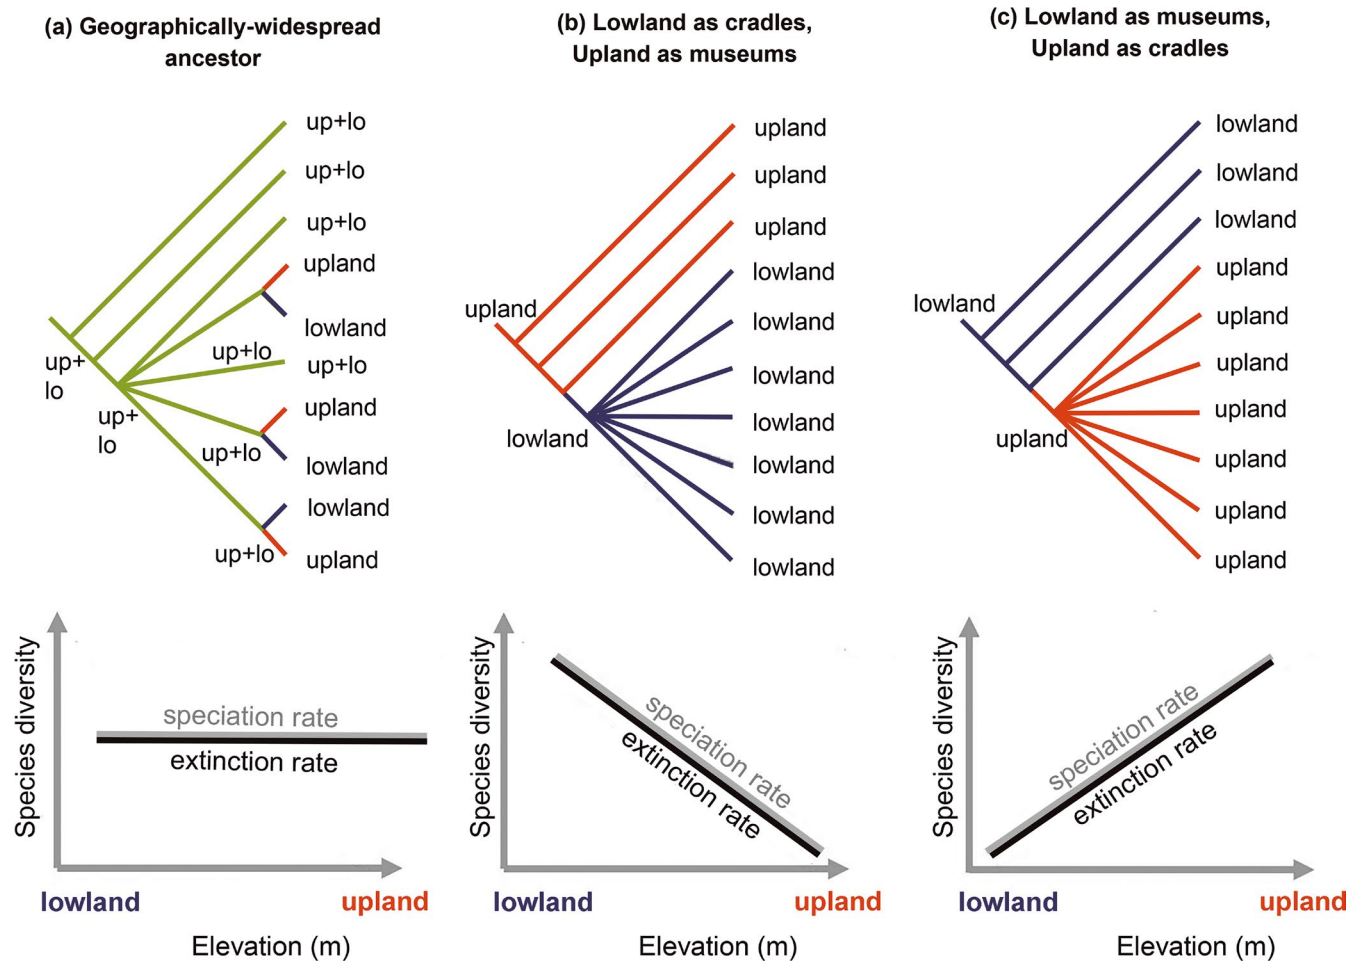 (a) Geographically-widespread
ancestor
up+lo
up+lo
up+lo
upland
lowland
up+lo
up+lo
upland
up+lo
lowland
lowland
up+lo
upland
up+
lo
up+
lo
Species diversity
speciation rate
extinction rate
lowland
upland
Elevation (m)
(b) Lowland as cradles,
Upland as museums
upland
upland
upland
lowland
upland
lowland
lowland
lowland
lowland
lowland
lowland
lowland
Species diversity
speciation rate
extinction rate
upland
lowland
Elevation (m)
(c) Lowland as museums,
Upland as cradles
lowland
lowland
lowland
upland
lowland
upland
upland
upland
upland
upland
upland
upland
Species diversity
speciation rate
extinction rate
lowland
upland
Elevation (m)